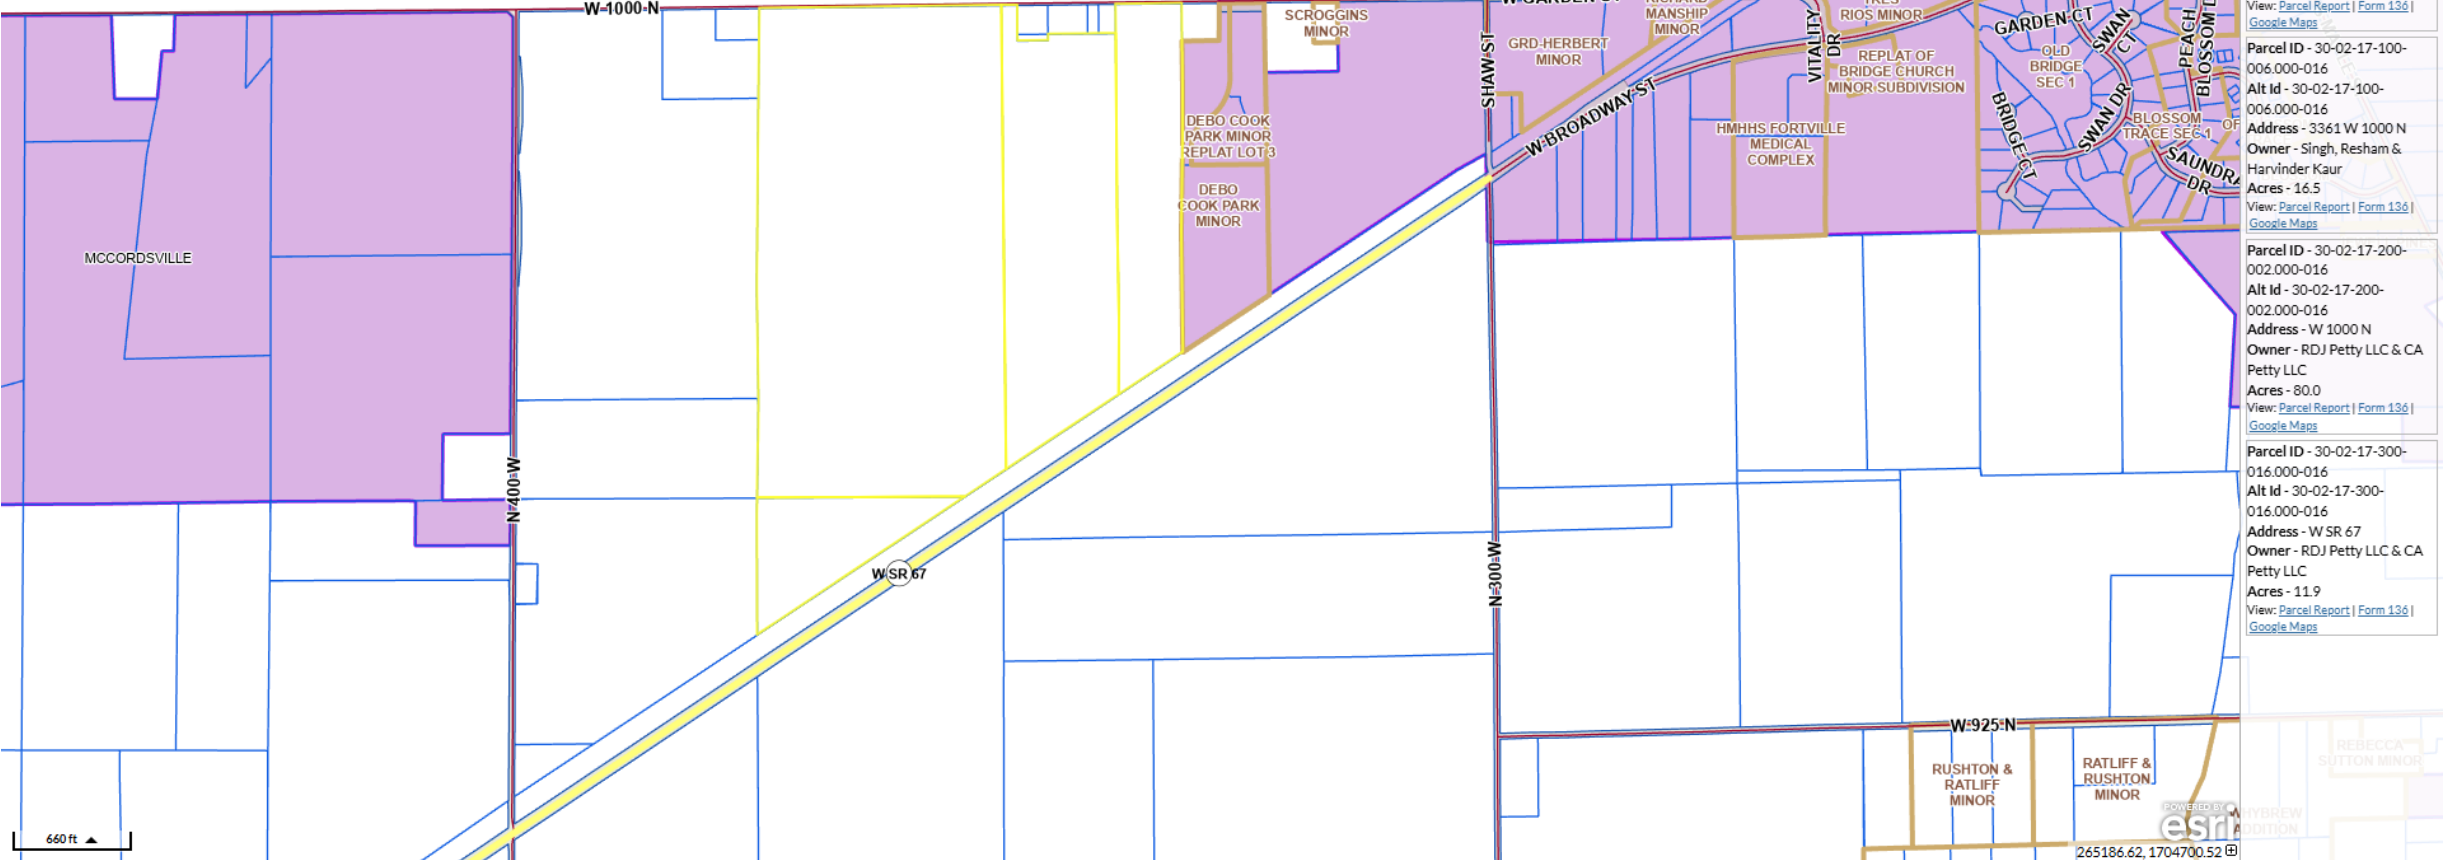 W 1000 N
SCROGGINS
MINOR
MANSHIP
MINOR
GRD-HERBERT
MINOR
SHAW ST
W BROADWAY ST
VITALITY
DR
RIOS MINOR
REPLAT OF
BRIDGE CHURCH
MINOR SUBDIVISION
GARDEN CT
SWAN
CT
OLD
BRIDGE
SEC 1
PEACH
BLOSSOM D
BRIDGE CT
SWAN DR
BLOSSOM
TRACE SEC 1
OF
SAUNDRA
DR
HMHHS FORTVILLE
MEDICAL
COMPLEX
DEBO COOK
PARK MINOR
REPLAT LOT 3
DEBO
COOK PARK
MINOR
MCCORDSVILLE
N 400 W
W SR 67
N 300 W
W 925 N
RUSHTON &
RATLIFF
MINOR
RATLIFF &
RUSHTON
MINOR
REBECCA
SUTTON MINOR
WHYBREW
ADDITION
660 ft
POWERED BY
esri
265186.62, 1704700.52
View: Parcel Report | Form 136 |
Google Maps
Parcel ID - 30-02-17-100-
006.000-016
Alt Id - 30-02-17-100-
006.000-016
Address - 3361 W 1000 N
Owner - Singh, Resham &
Harvinder Kaur
Acres - 16.5
View: Parcel Report | Form 136 |
Google Maps
Parcel ID - 30-02-17-200-
002.000-016
Alt Id - 30-02-17-200-
002.000-016
Address - W 1000 N
Owner - RDJ Petty LLC & CA
Petty LLC
Acres - 80.0
View: Parcel Report | Form 136 |
Google Maps
Parcel ID - 30-02-17-300-
016.000-016
Alt Id - 30-02-17-300-
016.000-016
Address - W SR 67
Owner - RDJ Petty LLC & CA
Petty LLC
Acres - 11.9
View: Parcel Report | Form 136 |
Google Maps